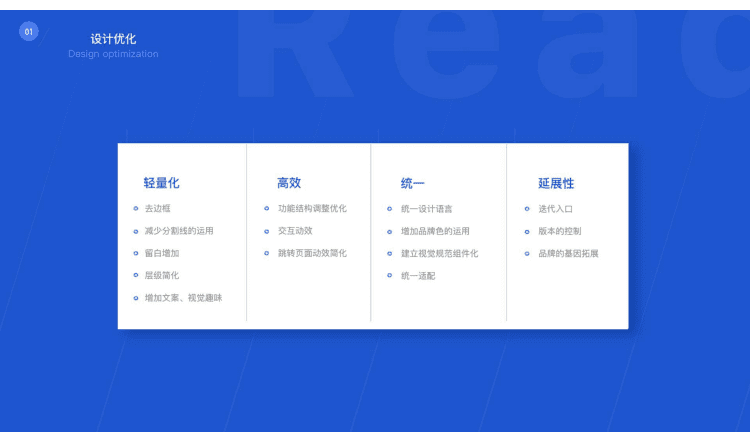 Read
01
设计优化
Design optimization
轻量化
去边框
减少分割线的运用
留白增加
层级简化
增加文案、视觉趣味
高效
功能结构调整优化
交互动效
跳转页面动效简化
统一
统一设计语言
增加品牌色的运用
建立视觉规范组件化
统一适配
延展性
迭代入口
版本的控制
品牌的基因拓展